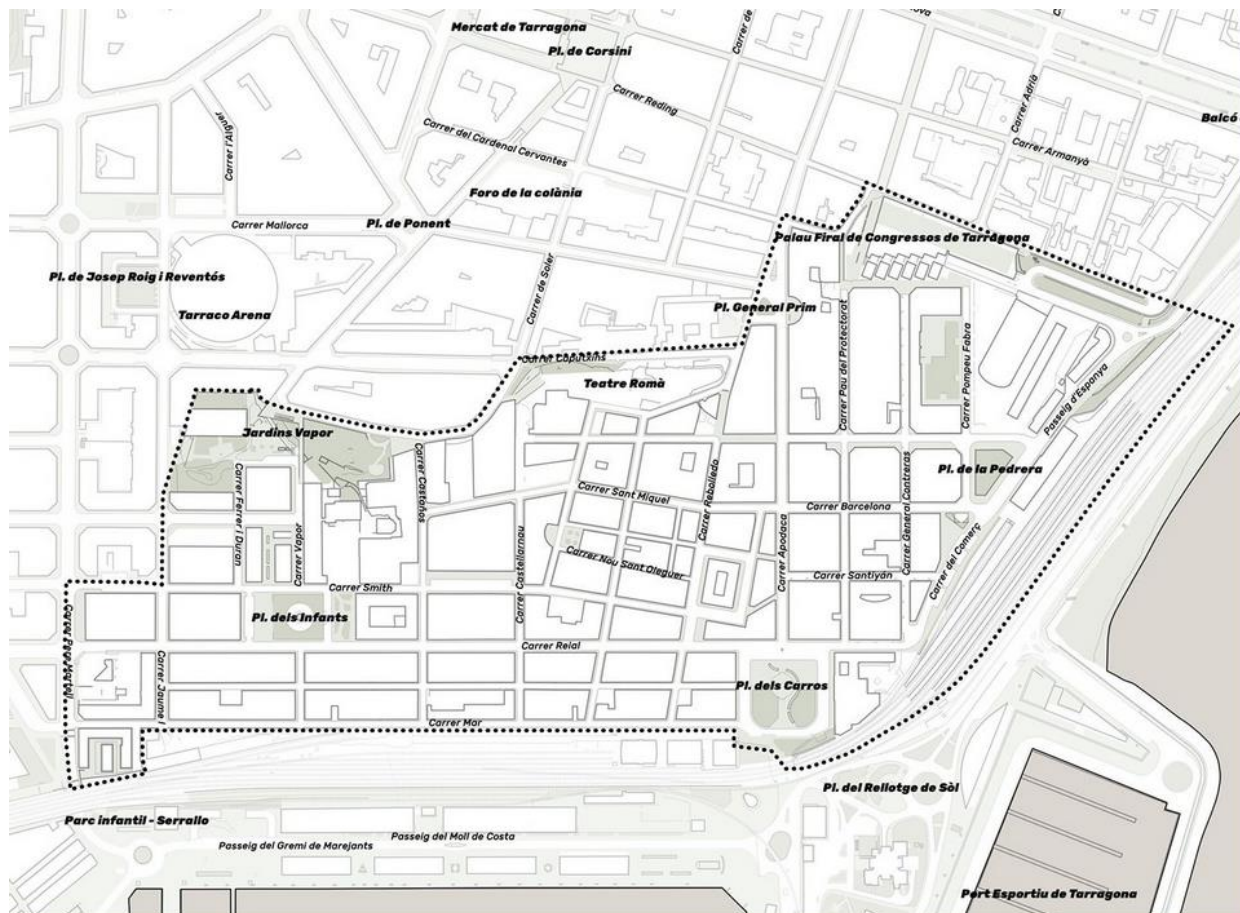 Mercat de Tarragona
Pl. de Corsini
Carrer de
Carrer Adrià
Carrer Reding
Carrer l'Alguer
Balcó
Carrer del Cardenal Cervantes
Carrer Armanyà
Foro de la colània
Carrer Mallorca
Pl. de Ponent
Palau Firal de Congressos de Tarragona
Pl. de Josep Roig i Reventós
Carrer de Soler
Tarraco Arena
Pl. General Prim
Carrer Pau del Protectorat
Carrer Pompeu Fabra
Carrer Caputxins
Teatre Romà
Passeig d'Espanya
Jardins Vapor
Carrer Castaños
Pl. de la Pedrera
Carrer Ferrer i Duran
Carrer Sant Miquel
Carrer Rebolledo
Carrer Barcelona
Carrer General Contreras
Carrer Vapor
Carrer Castellarnau
Carrer Nou Sant Oleguer
Carrer Apodaca
Carrer Santiyán
Carrer del Comerç
Carrer Smith
Pl. dels Infants
Carrer Pere Martell
Carrer Reial
Carrer Jaume I
Pl. dels Carros
Carrer Mar
Pl. del Rellotge de Sòl
Parc infantil - Serrallo
Passeig del Moll de Costa
Passeig del Gremi de Marejants
Port Esportiu de Tarragona